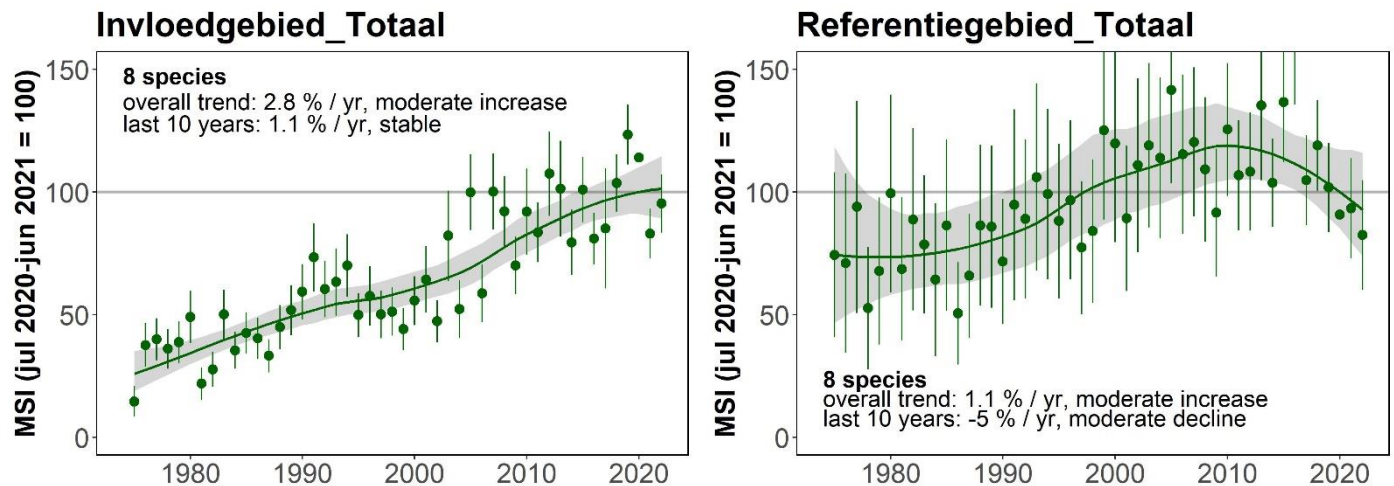 Invloedgebied_Totaal
MSI (jul 2020-jun 2021 = 100)
150
100
50
0
8 species
overall trend: 2.8 % / yr, moderate increase
last 10 years: 1.1 % / yr, stable
1980 1990 2000 2010 2020
Referentiegebied_Totaal
MSI (jul 2020-jun 2021 = 100)
150
100
50
0
8 species
overall trend: 1.1 % / yr, moderate increase
last 10 years: -5 % / yr, moderate decline
1980 1990 2000 2010 2020